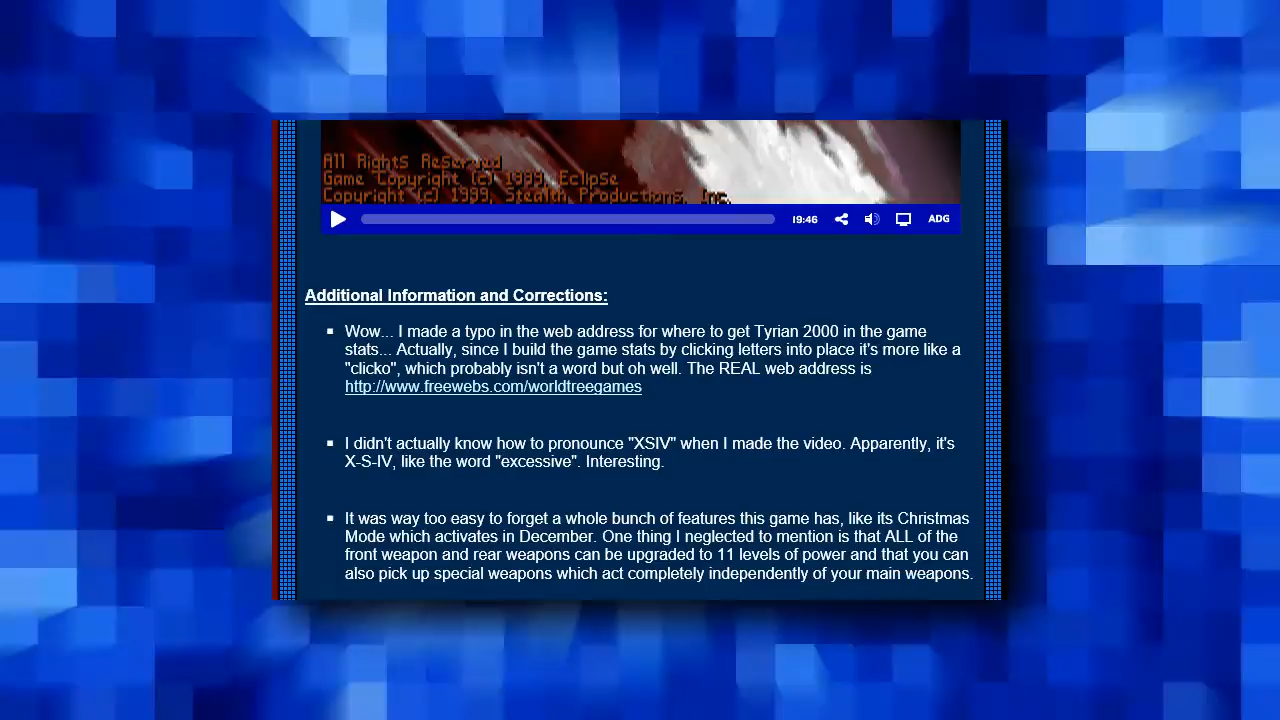 All Rights Reserved
Game Copyright (c) 1999, Eclipse
Copyright (c) 1999, Stealth Productions, Inc.
19:46
ADG
Additional Information and Corrections:
Wow... I made a typo in the web address for where to get Tyrian 2000 in the game
stats... Actually, since I build the game stats by clicking letters into place it's more like a
"clicko", which probably isn't a word but oh well. The REAL web address is
http://www.freewebs.com/worldtreegames
I didn't actually know how to pronounce "XSIV" when I made the video. Apparently, it's
X-S-IV, like the word "excessive". Interesting.
It was way too easy to forget a whole bunch of features this game has, like its Christmas
Mode which activates in December. One thing I neglected to mention is that ALL of the
front weapon and rear weapons can be upgraded to 11 levels of power and that you can
also pick up special weapons which act completely independently of your main weapons.